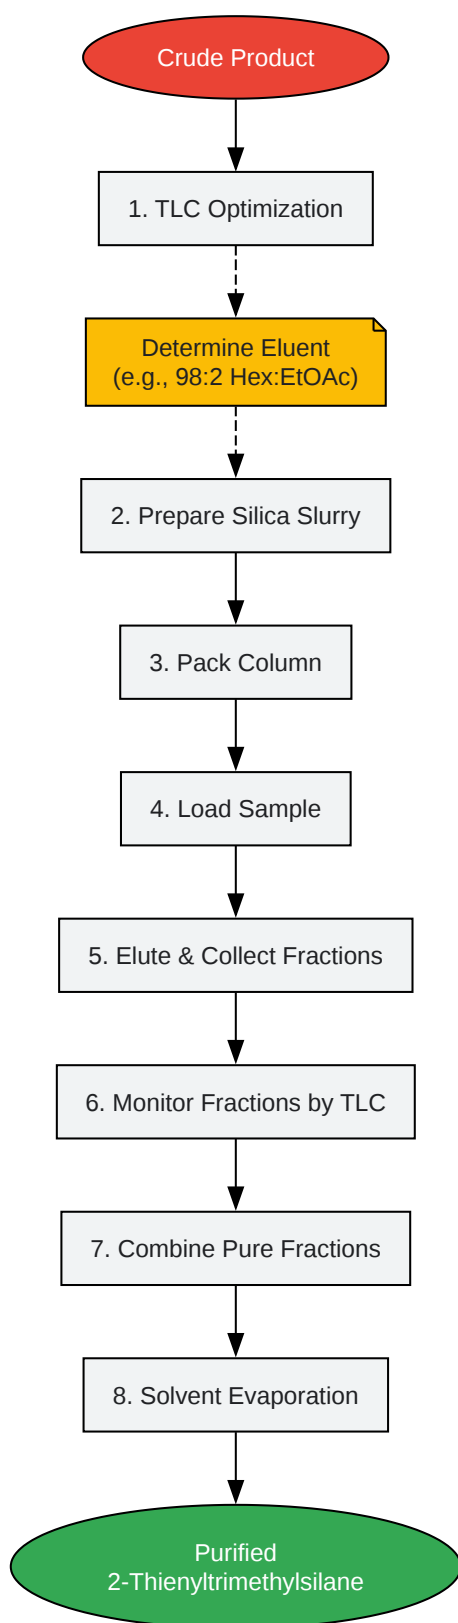 Crude Product
1. TLC Optimization
Determine Eluent
(e.g., 98:2 Hex:EtOAc)
2. Prepare Silica Slurry
3. Pack Column
4. Load Sample
5. Elute & Collect Fractions
6. Monitor Fractions by TLC
7. Combine Pure Fractions
8. Solvent Evaporation
Purified
2-Thienyltrimethylsilane